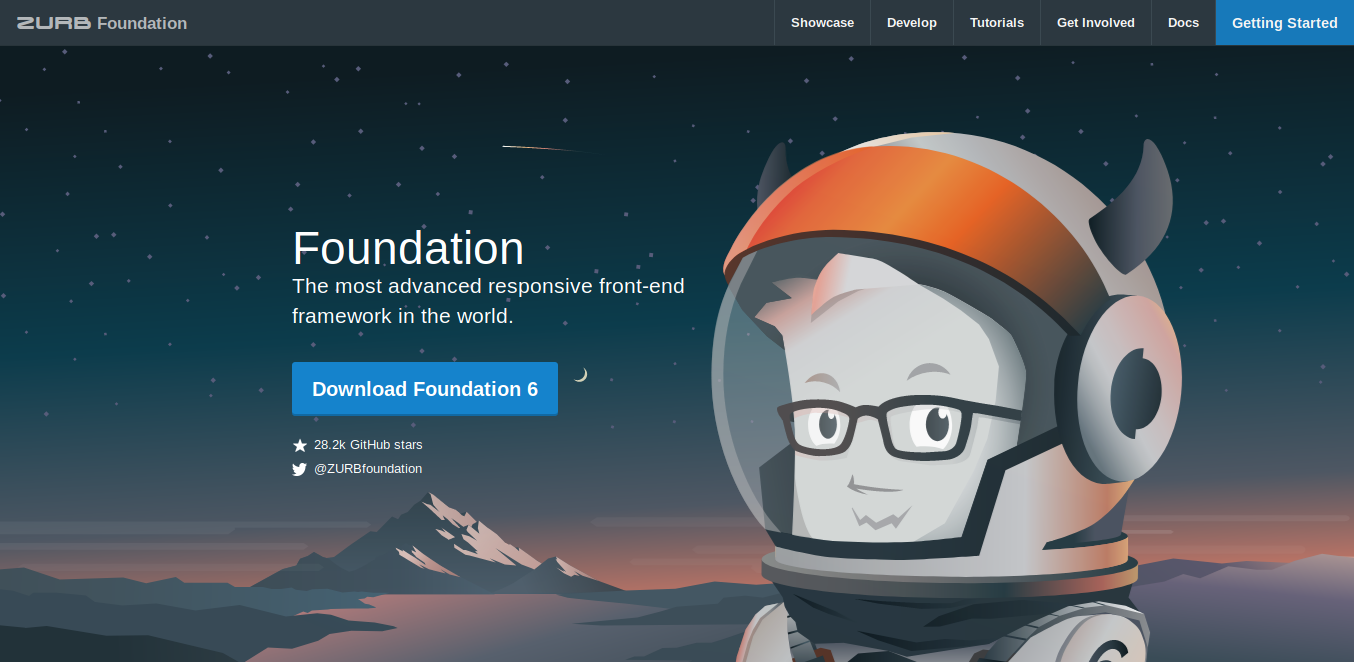 ZURB Foundation
Showcase
Develop
Tutorials
Get Involved
Docs
Getting Started
Foundation
The most advanced responsive front-end
framework in the world.
Download Foundation 6
28.2k GitHub stars
@ZURBfoundation